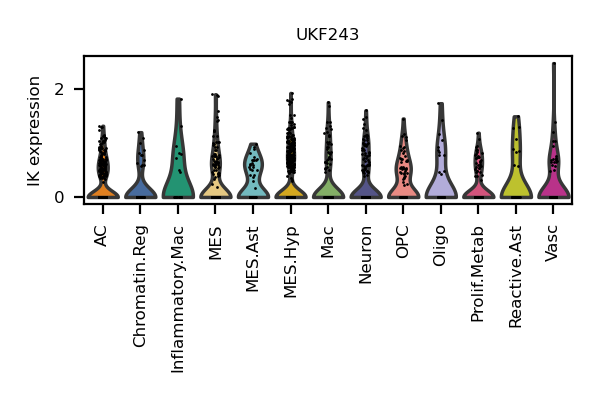 UKF243
IK expression
2
0
AC
Chromatin.Reg
Inflammatory.Mac
MES
MES.Ast
MES.Hyp
Mac
Neuron
OPC
Oligo
Prolif.Metab
Reactive.Ast
Vasc